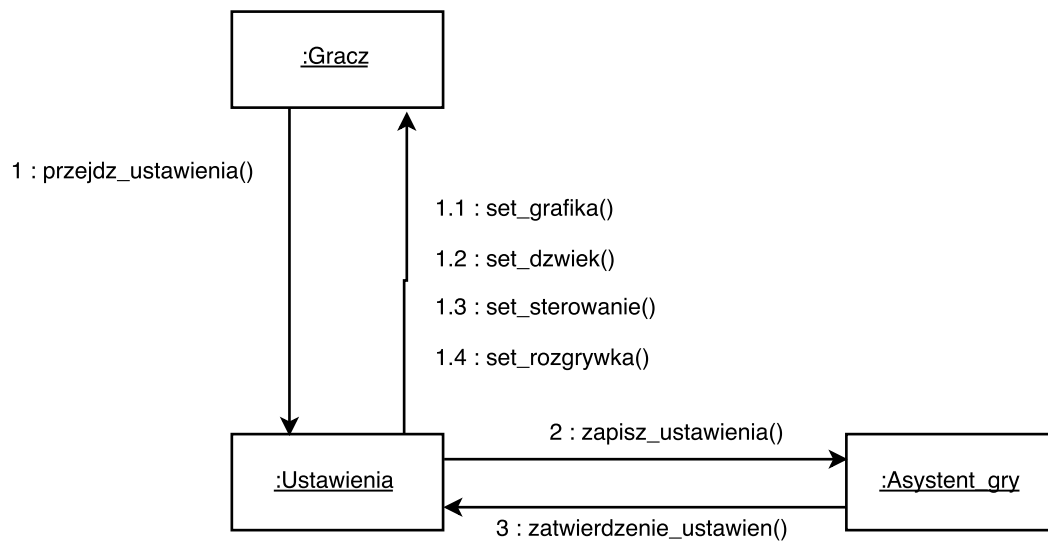 :Gracz
1 : przejdz_ustawienia()
1.1 : set_grafika()
1.2 : set_dzwiek()
1.3 : set_sterowanie()
1.4 : set_rozgrywka()
2 : zapisz_ustawienia()
:Ustawienia
:Asystent_gry
3 : zatwierdzenie_ustawien()